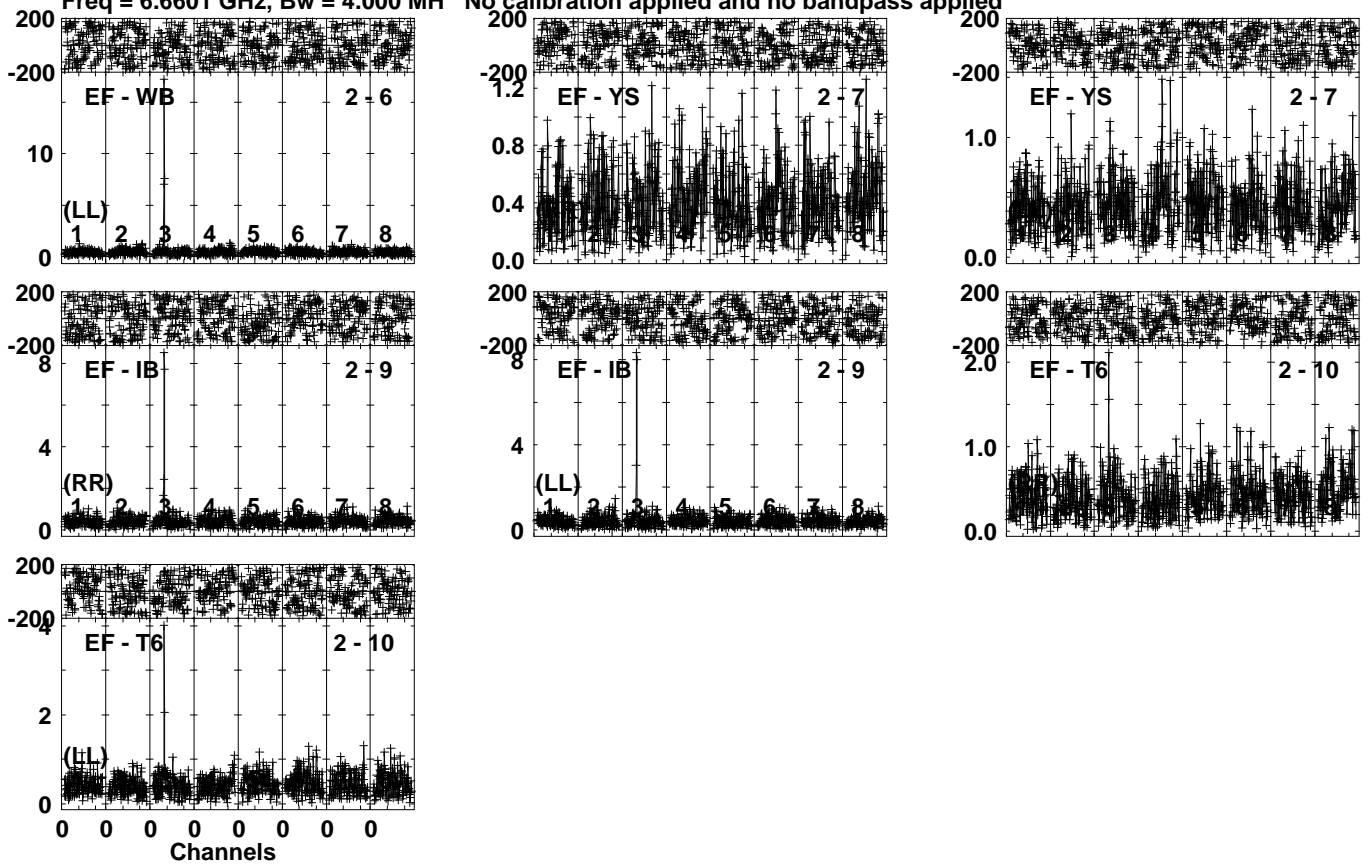 Freq = 6.6601 GHz, Bw = 4.000 MH No calibration applied and no bandpass applied
200 200 200
-200 -200 -200
EF - WB 2 - 6
10
(LL)
1 2 3 4 5 6 7 8
0
EF - YS 2 - 7
1.2
0.8
0.4
0.0
EF - YS 2 - 7
1.0
0.0
200 200 200
-200 -200 -200
EF - IB 2 - 9
8
4
(RR)
1 2 3 4 5 6 7 8
0
EF - IB 2 - 9
8
4
(LL)
1 2 3 4 5 6 7 8
0
EF - T6 2 - 10
2.0
1.0
(RR)
0.0
200
-200
EF - T6 2 - 10
4
2
(LL)
0
0 0 0 0 0 0 0 0
Channels